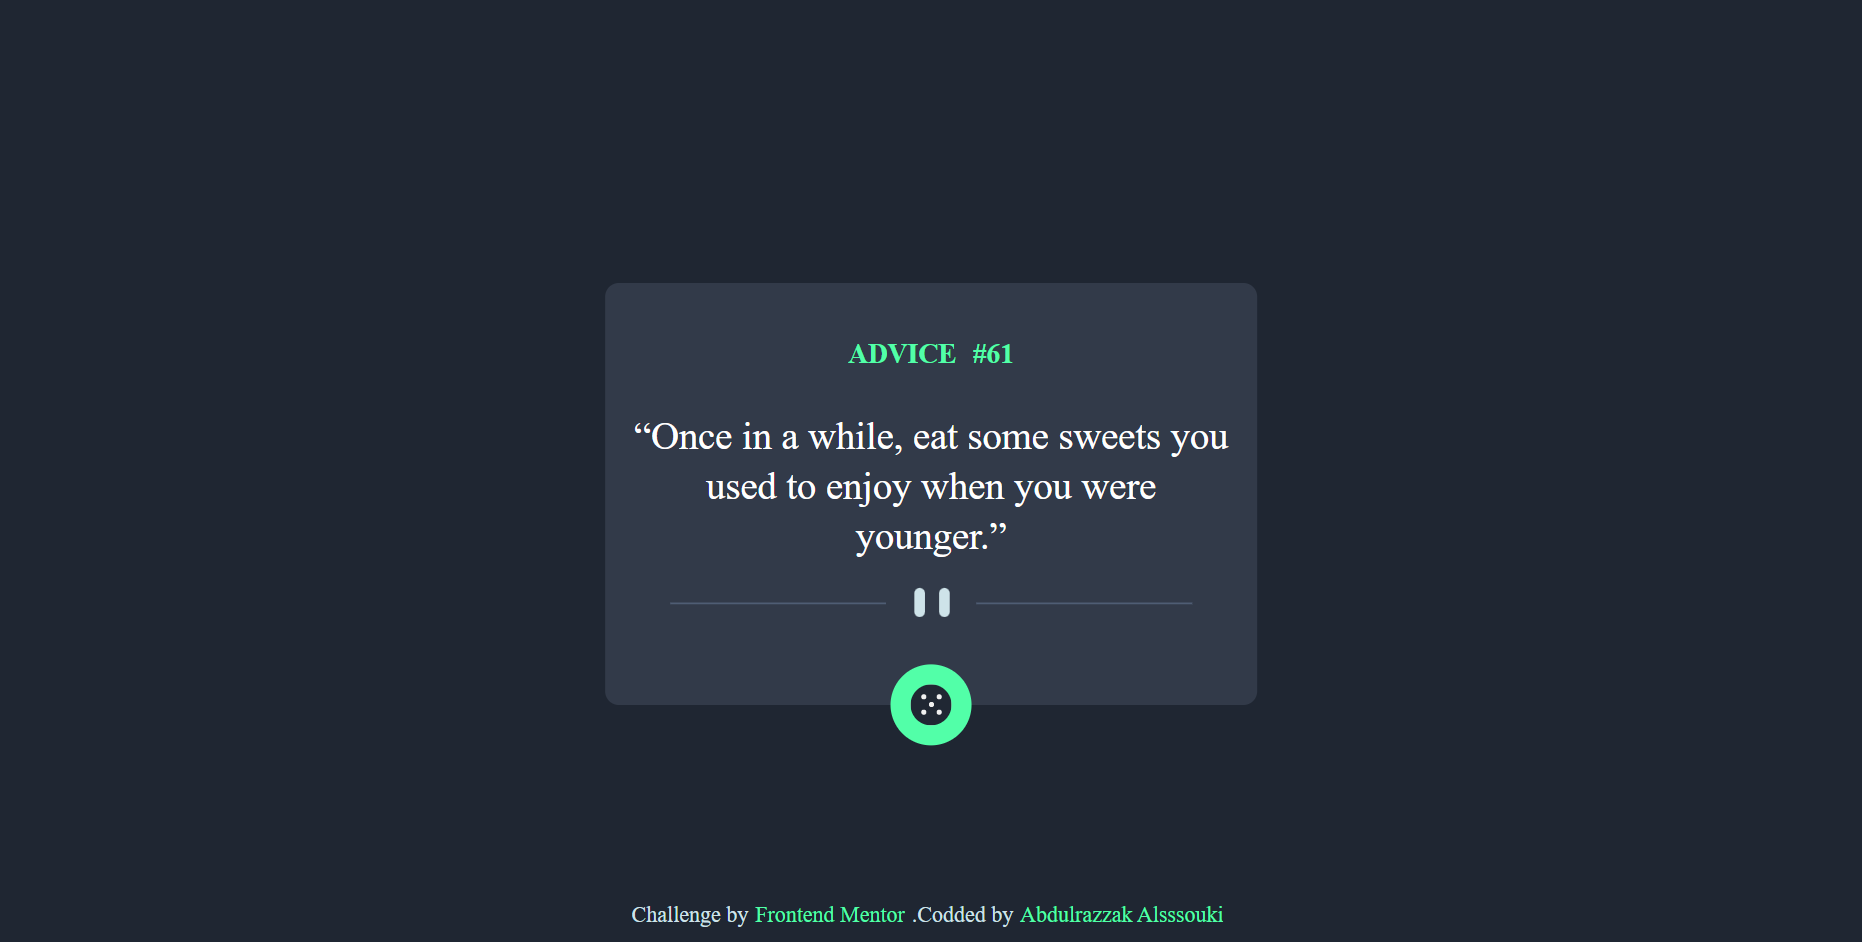 ADVICE #61
“Once in a while, eat some sweets you
used to enjoy when you were
younger.”
Challenge by Frontend Mentor .Codded by Abdulrazzak Alsssouki